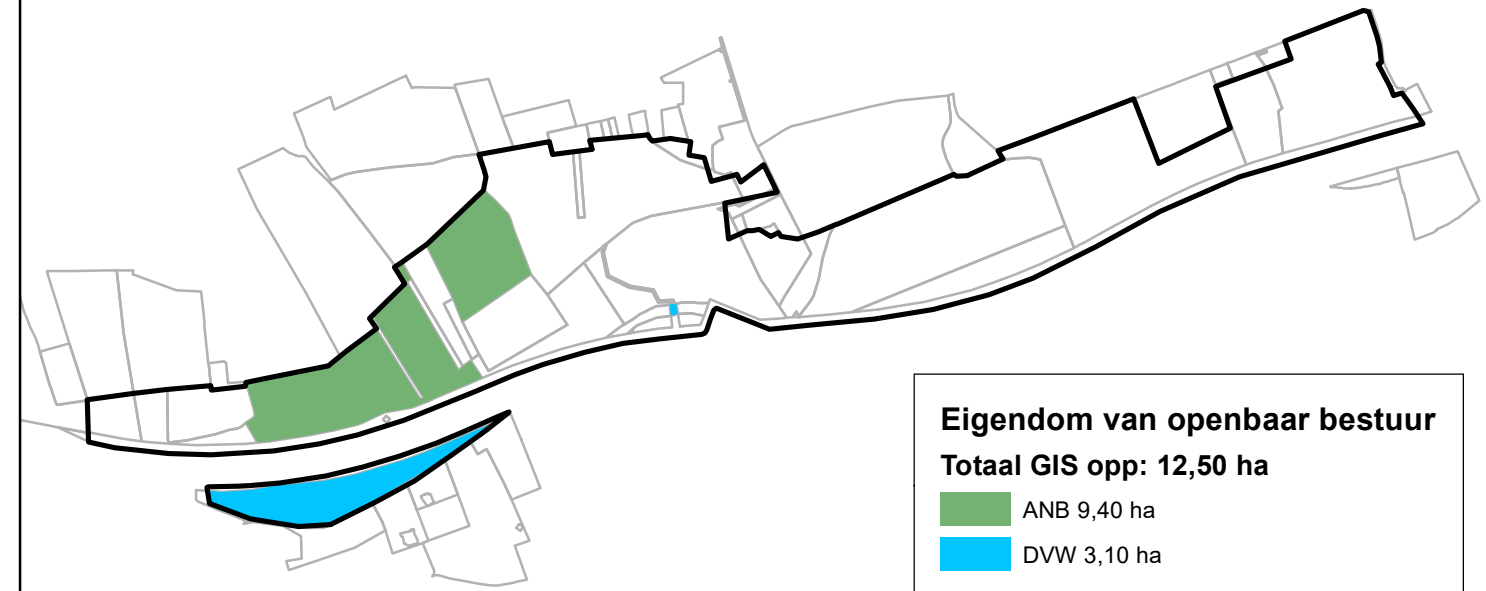 Eigendom van openbaar bestuur
Totaal GIS opp: 12,50 ha
ANB 9,40 ha
DVW 3,10 ha